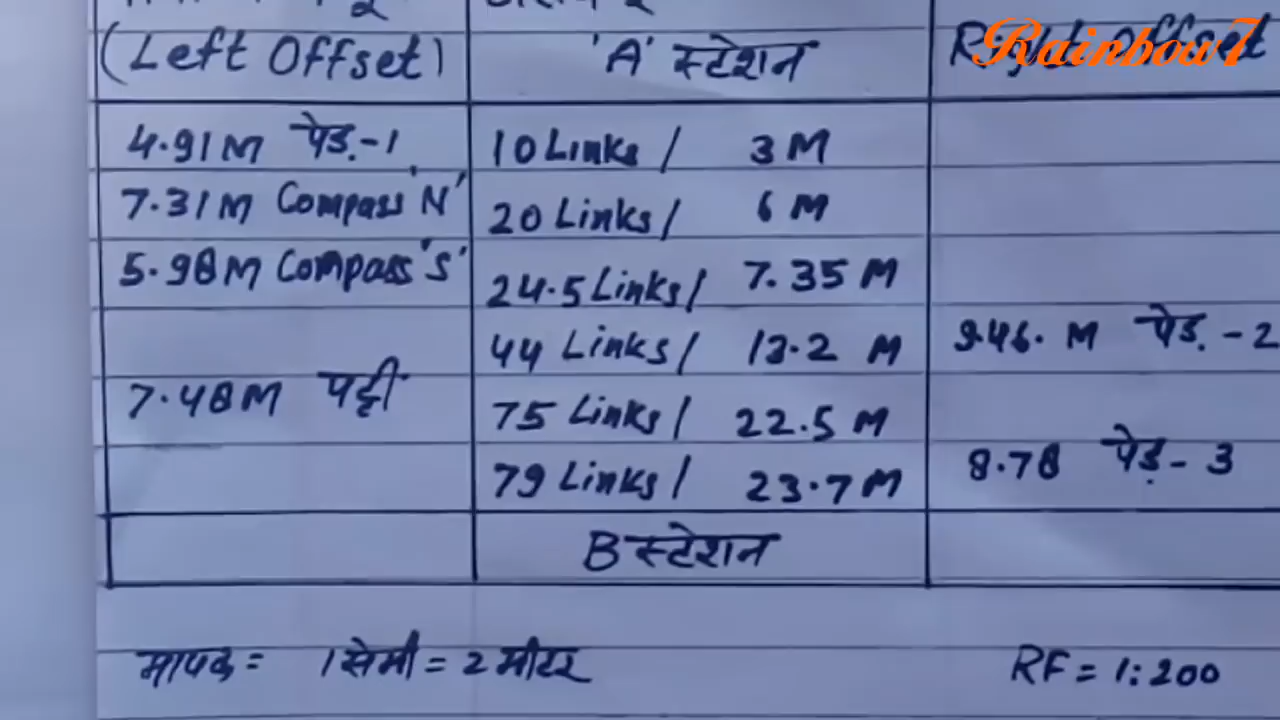 (Left Offset) 'A' स्टेशन Offset
Rainbow7
4.91M पेड.-1 10 Links / 3 M
7.31M Compass 'N' 20 Links / 6 M
5.98M Compass 'S' 24.5 Links / 7.35 M
44 Links / 13.2 M 9.46. M पेड.-2
7.48M पट्टी 75 Links / 22.5 M
79 Links / 23.7 M 8.78 पेड़-3
B स्टेशन
मापक = 1 सेमी = 2 मीटर RF = 1:200